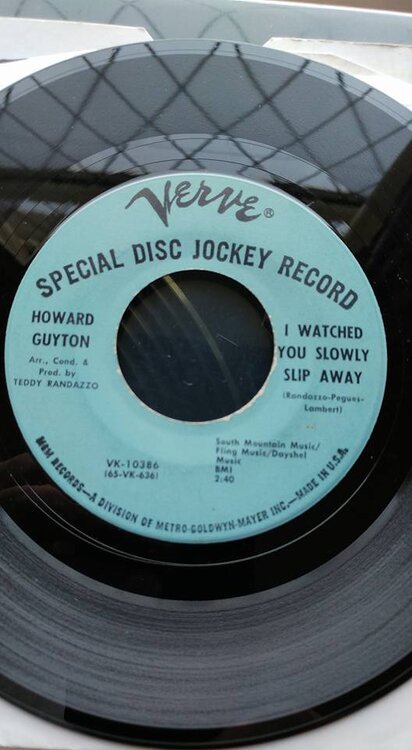 VERVE®
SPECIAL DISC JOCKEY RECORD
HOWARD
GUYTON
Arr., Cond. &
Prod. by
TEDDY RANDAZZO
I WATCHED
YOU SLOWLY
SLIP AWAY
(Randazzo-Pegues-
Lambert)
VK-10386
(65-VK-636)
South Mountain Music/
Fling Music/Dayshel
Music
BMI
2:40
MGM RECORDS—A DIVISION OF METRO-GOLDWYN-MAYER INC.—MADE IN U.S.A.